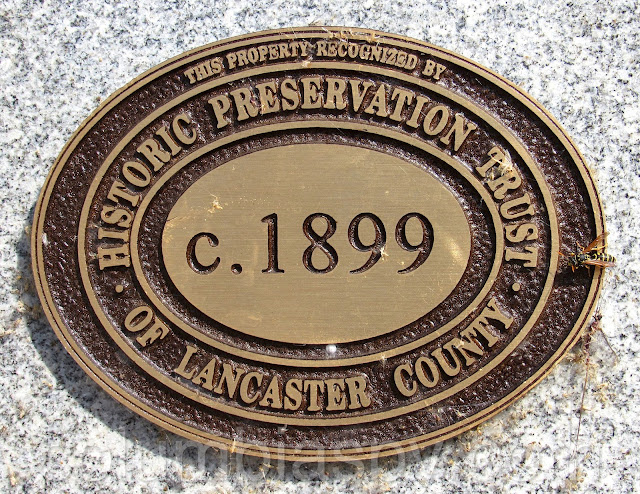 THIS PROPERTY RECOGNIZED BY
HISTORIC PRESERVATION TRUST
c.1899
· OF LANCASTER COUNTY ·